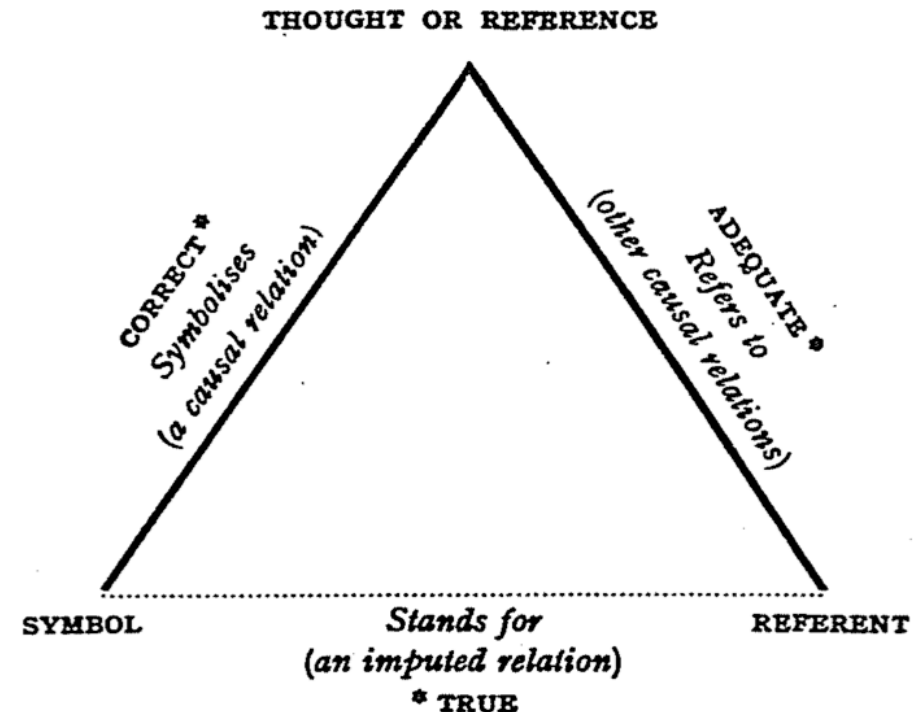 THOUGHT OR REFERENCE
CORRECT*
Symbolises
(a causal relation)
ADEQUATE*
Refers to
(other causal relations)
SYMBOL
Stands for
(an imputed relation)
* TRUE
REFERENT